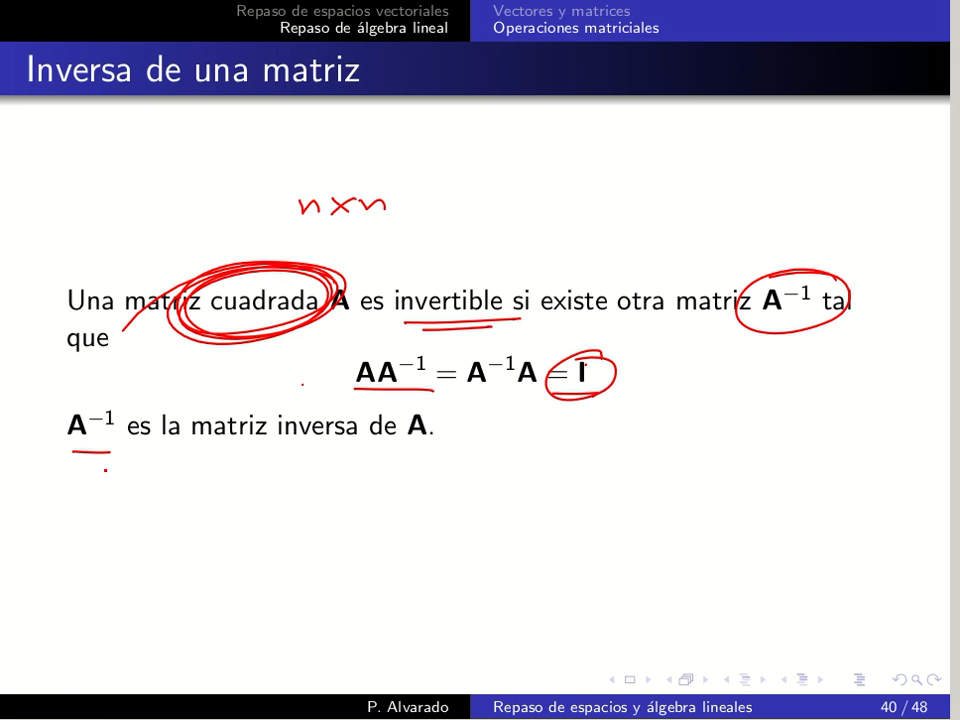 Repaso de espacios vectoriales
Repaso de álgebra lineal
Vectores y matrices
Operaciones matriciales
Inversa de una matriz
n×n
Una matriz cuadrada A es invertible si existe otra matriz A⁻¹ tal
que
AA⁻¹ = A⁻¹A = I
A⁻¹ es la matriz inversa de A.
P. Alvarado
Repaso de espacios y álgebra lineales
40 / 48